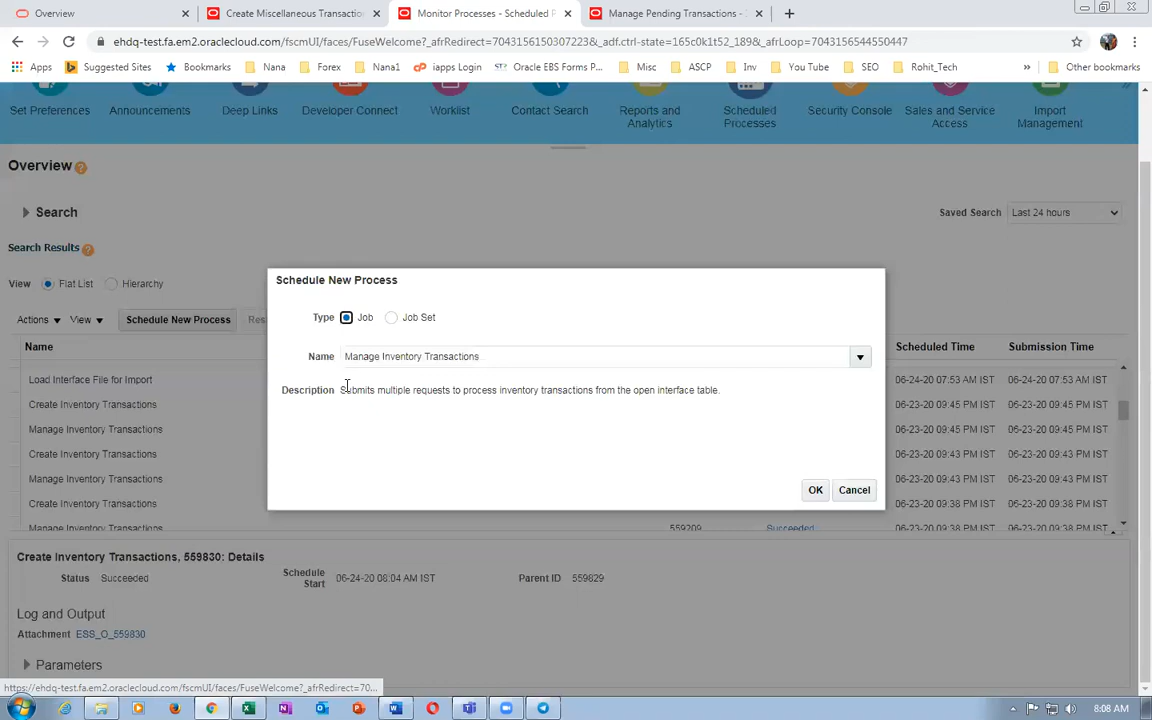 Overview
Create Miscellaneous Transactio
Monitor Processes - Scheduled P
Manage Pending Transactions -
ehdq-test.fa.em2.oraclecloud.com/fscmUI/faces/FuseWelcome?_afrRedirect=7043156150307223&_adf.ctrl-state=165c0k1t52_189&_afrLoop=7043156544550447
Apps Suggested Sites Bookmarks Nana Forex Nana1 iapps Login Oracle EBS Forms P... Misc ASCP Inv You Tube SEO Rohit_Tech » Other bookmarks
Set Preferences Announcements Deep Links Developer Connect Worklist Contact Search Reports and Analytics Scheduled Processes Security Console Sales and Service Access Import Management
Overview
Search
Saved Search Last 24 hours
Search Results
View Flat List Hierarchy
Actions View Schedule New Process Res
Name Scheduled Time Submission Time
Load Interface File for Import 06-24-20 07:53 AM IST 06-24-20 07:53 AM IST
Create Inventory Transactions 06-23-20 09:45 PM IST 06-23-20 09:45 PM IST
Manage Inventory Transactions 06-23-20 09:45 PM IST 06-23-20 09:45 PM IST
Create Inventory Transactions 06-23-20 09:43 PM IST 06-23-20 09:43 PM IST
Manage Inventory Transactions 06-23-20 09:43 PM IST 06-23-20 09:43 PM IST
Create Inventory Transactions 06-23-20 09:38 PM IST 06-23-20 09:38 PM IST
Manage Inventory Transactions 559209 Succeeded 06-23-20 09:38 PM IST 06-23-20 09:38 PM IST
Schedule New Process
Type Job Job Set
Name Manage Inventory Transactions
Description Submits multiple requests to process inventory transactions from the open interface table.
OK Cancel
Create Inventory Transactions, 559830: Details
Status Succeeded
Schedule Start 06-24-20 08:04 AM IST
Parent ID 559829
Log and Output
Attachment ESS_O_559830
Parameters
https://ehdq-test.fa.em2.oraclecloud.com/fscmUI/faces/FuseWelcome?_afrRedirect=70...
8:08 AM